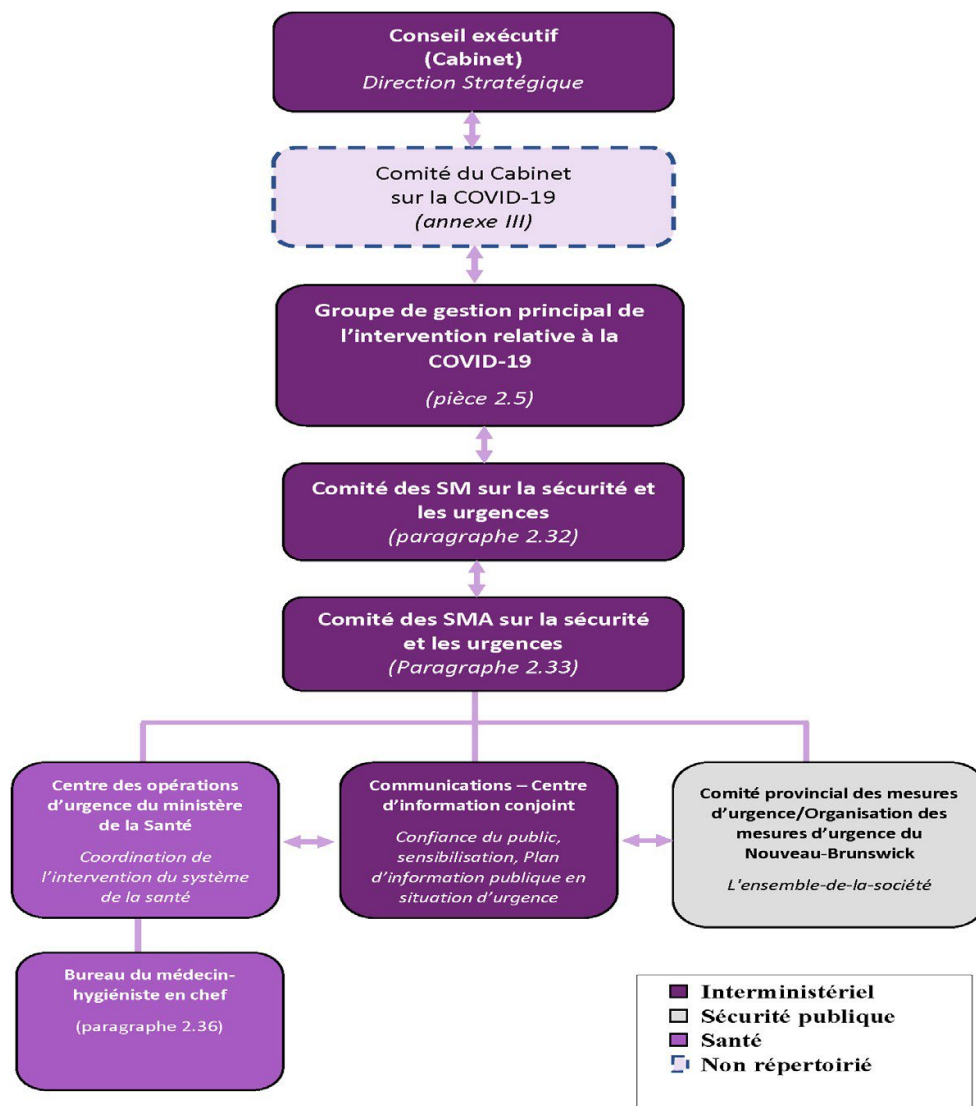 Conseil exécutif
(Cabinet)
Direction Stratégique
Comité du Cabinet
sur la COVID-19
(annexe III)
Groupe de gestion principal de
l’intervention relative à la
COVID-19
(pièce 2.5)
Comité des SM sur la sécurité et
les urgences
(paragraphe 2.32)
Comité des SMA sur la sécurité
et les urgences
(Paragraphe 2.33)
Centre des opérations
d’urgence du ministère
de la Santé
Coordination de
l’intervention du système
de la santé
Communications – Centre
d’information conjoint
Confiance du public,
sensibilisation, Plan
d’information publique en
situation d’urgence
Comité provincial des mesures
d’urgence/Organisation des
mesures d’urgence du
Nouveau-Brunswick
L'ensemble-de-la-société
Bureau du médecin-
hygiéniste en chef
(paragraphe 2.36)
Interministériel
Sécurité publique
Santé
Non répertoirié